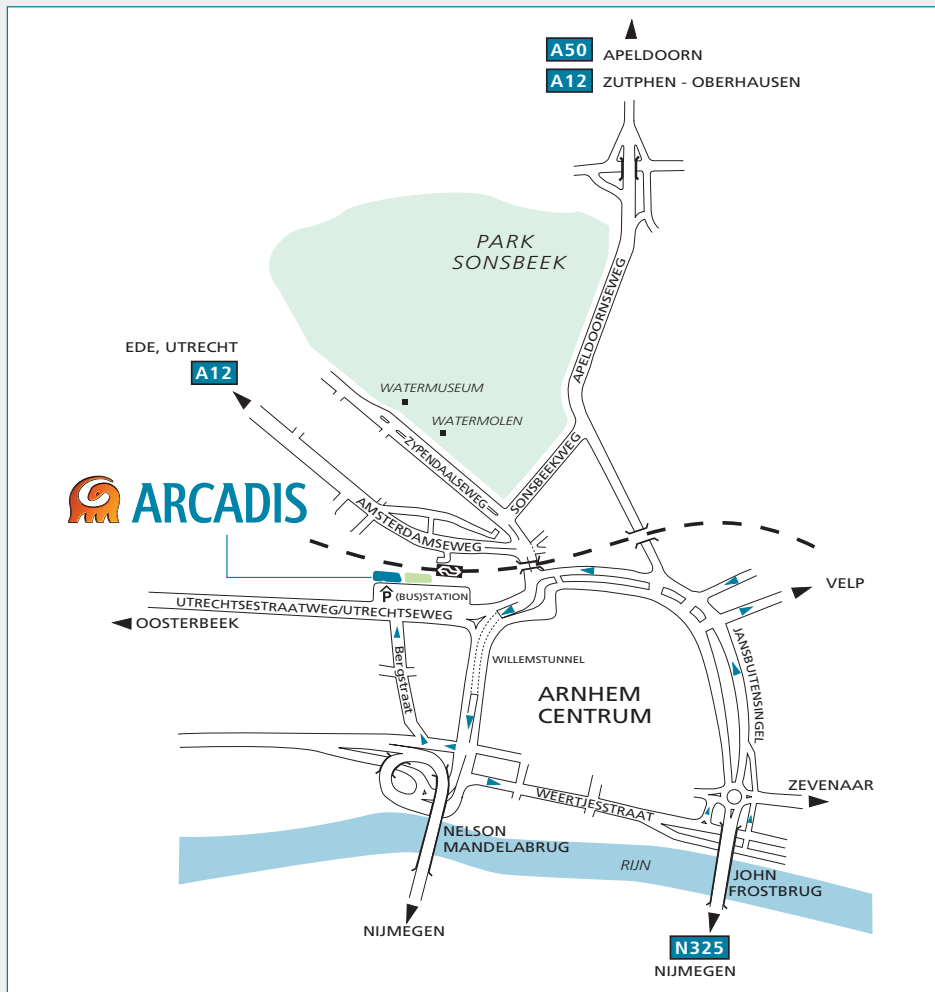 A50 APELDOORN
A12 ZUTPHEN - OBERHAUSEN
PARK
SONSBEEK
APELDOORNSEWEG
EDE, UTRECHT
A12
WATERMUSEUM
WATERMOLEN
ZYPENDAALSEWEG
SONSBEEKWEG
ARCADIS
AMSTERDAMSEWEG
P (BUS)STATION
VELP
UTRECHTSESTRAATWEG/UTRECHTSEWEG
OOSTERBEEK
JANSBUITENSINGEL
Bergstraat
WILLEMSTUNNEL
ARNHEM
CENTRUM
ZEVENAAR
WEERTJESSTRAAT
NELSON
MANDELABRUG
RIJN
JOHN
FROSTBRUG
NIJMEGEN
N325
NIJMEGEN